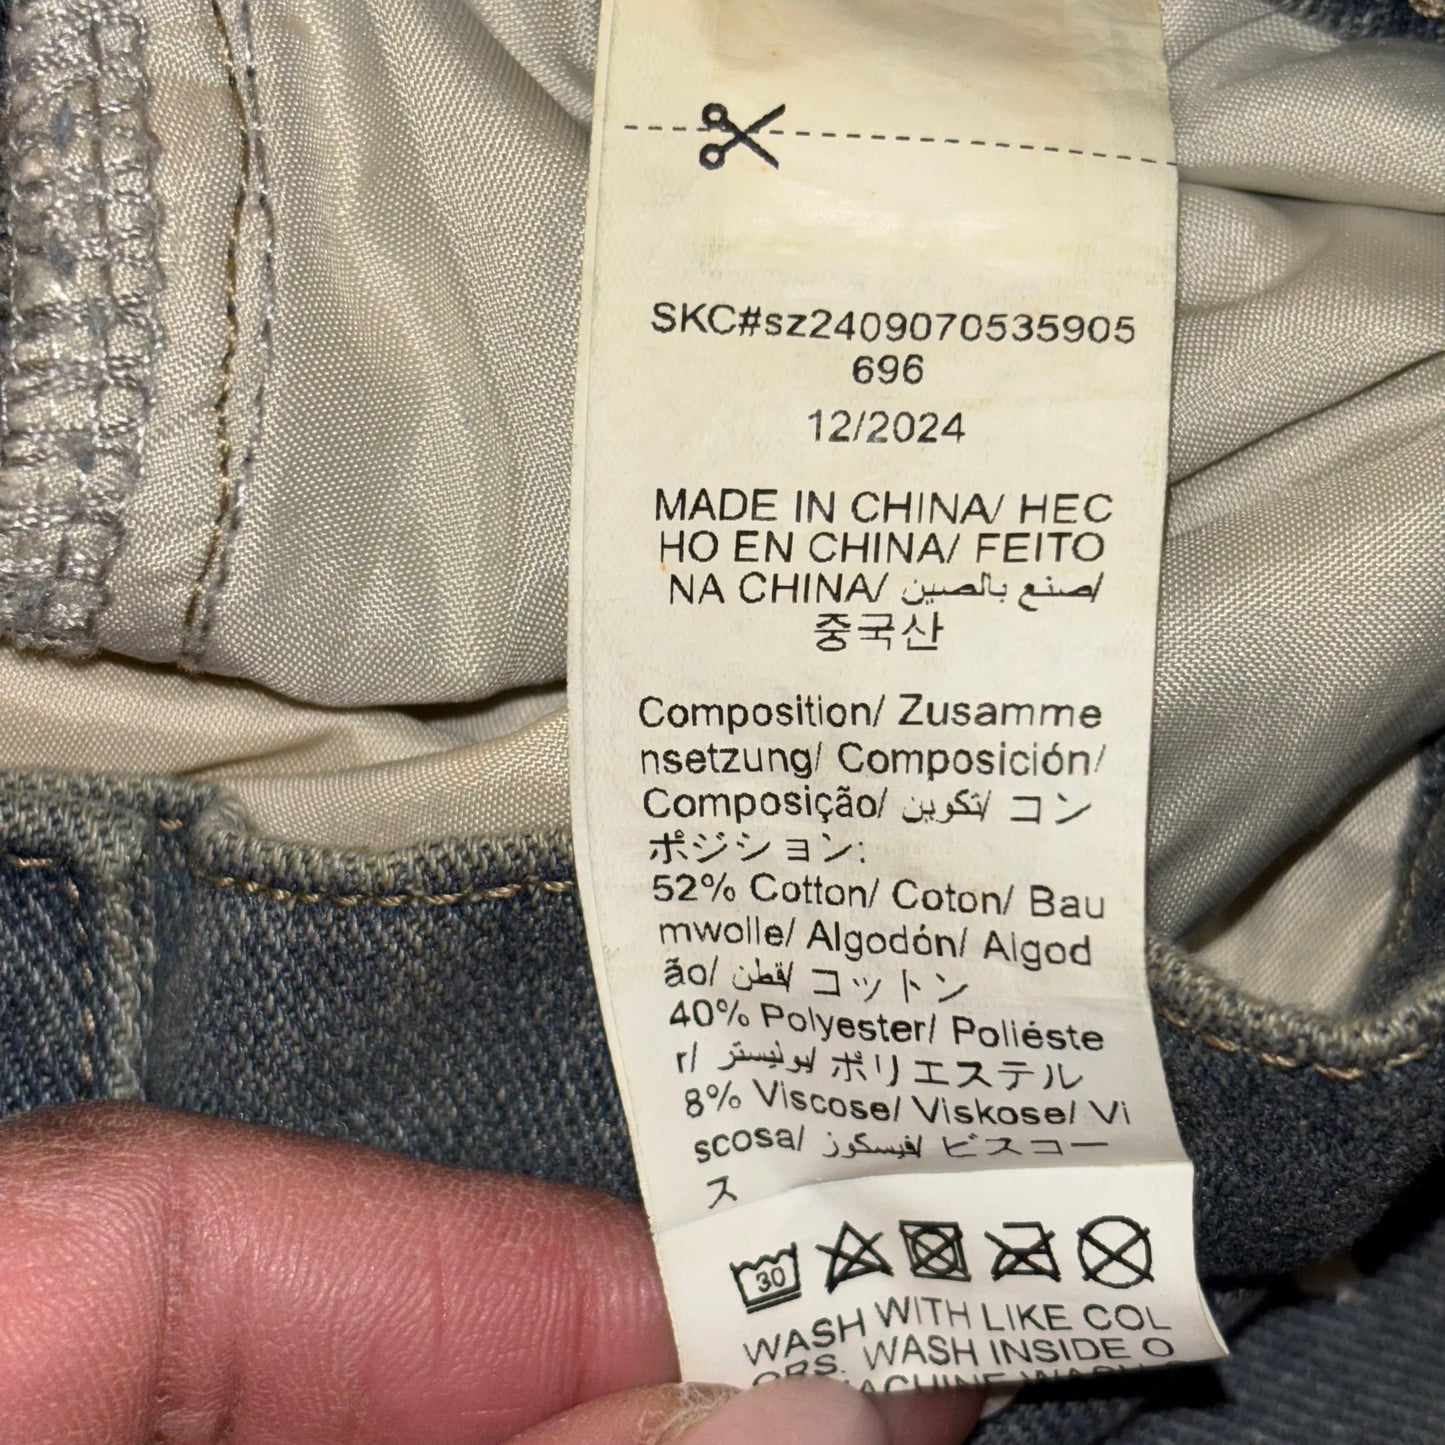 SKC#sz2409070535905
696
12/2024
MADE IN CHINA/ HEC
HO EN CHINA/ FEITO
NA CHINA/ صنع بالصين/
중국산
Composition/ Zusamme
nsetzung/ Composición/
Composição/ تكوين/ コン
ポジション:
52% Cotton/ Coton/ Bau
mwolle/ Algodón/ Algod
ão/ قطن/ コットン
40% Polyester/ Poliéste
r/ بوليستر/ ポリエステル
8% Viscose/ Viskose/ Vi
scosa/ فيسكوز/ ビスコー
ス
30
WASH WITH LIKE COL
ORS. WASH INSIDE O
MACHINE WASH